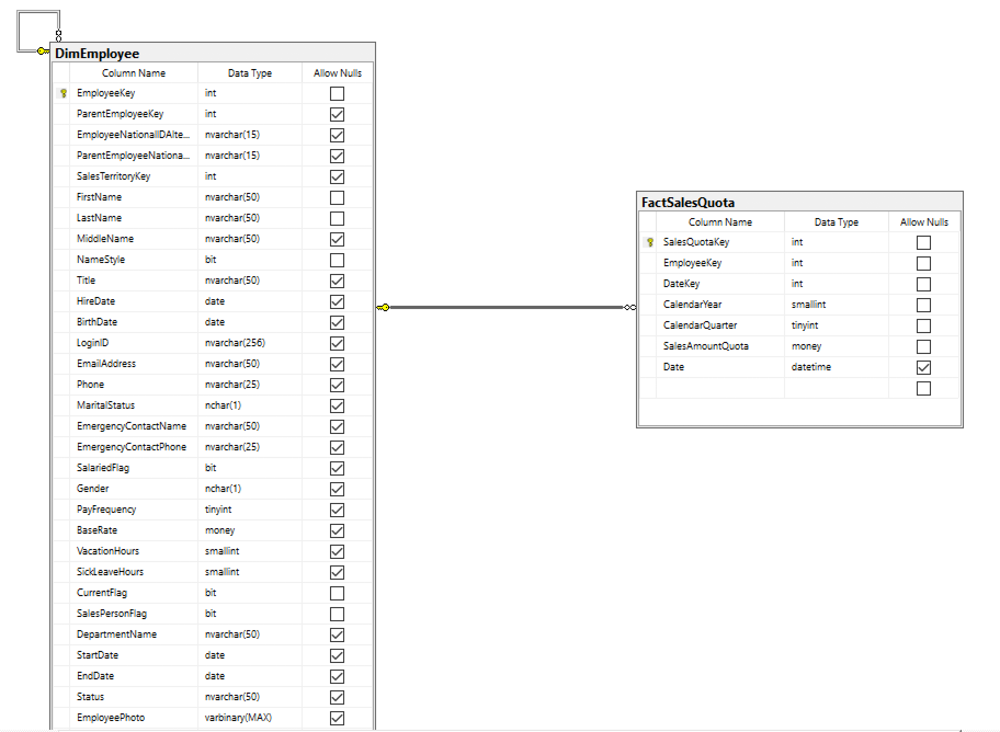 DimEmployee
Column Name Data Type Allow Nulls
EmployeeKey int
ParentEmployeeKey int
EmployeeNationalIDAlte... nvarchar(15)
ParentEmployeeNationa... nvarchar(15)
SalesTerritoryKey int
FirstName nvarchar(50)
LastName nvarchar(50)
MiddleName nvarchar(50)
NameStyle bit
Title nvarchar(50)
HireDate date
BirthDate date
LoginID nvarchar(256)
EmailAddress nvarchar(50)
Phone nvarchar(25)
MaritalStatus nchar(1)
EmergencyContactName nvarchar(50)
EmergencyContactPhone nvarchar(25)
SalariedFlag bit
Gender nchar(1)
PayFrequency tinyint
BaseRate money
VacationHours smallint
SickLeaveHours smallint
CurrentFlag bit
SalesPersonFlag bit
DepartmentName nvarchar(50)
StartDate date
EndDate date
Status nvarchar(50)
EmployeePhoto varbinary(MAX)
FactSalesQuota
Column Name Data Type Allow Nulls
SalesQuotaKey int
EmployeeKey int
DateKey int
CalendarYear smallint
CalendarQuarter tinyint
SalesAmountQuota money
Date datetime